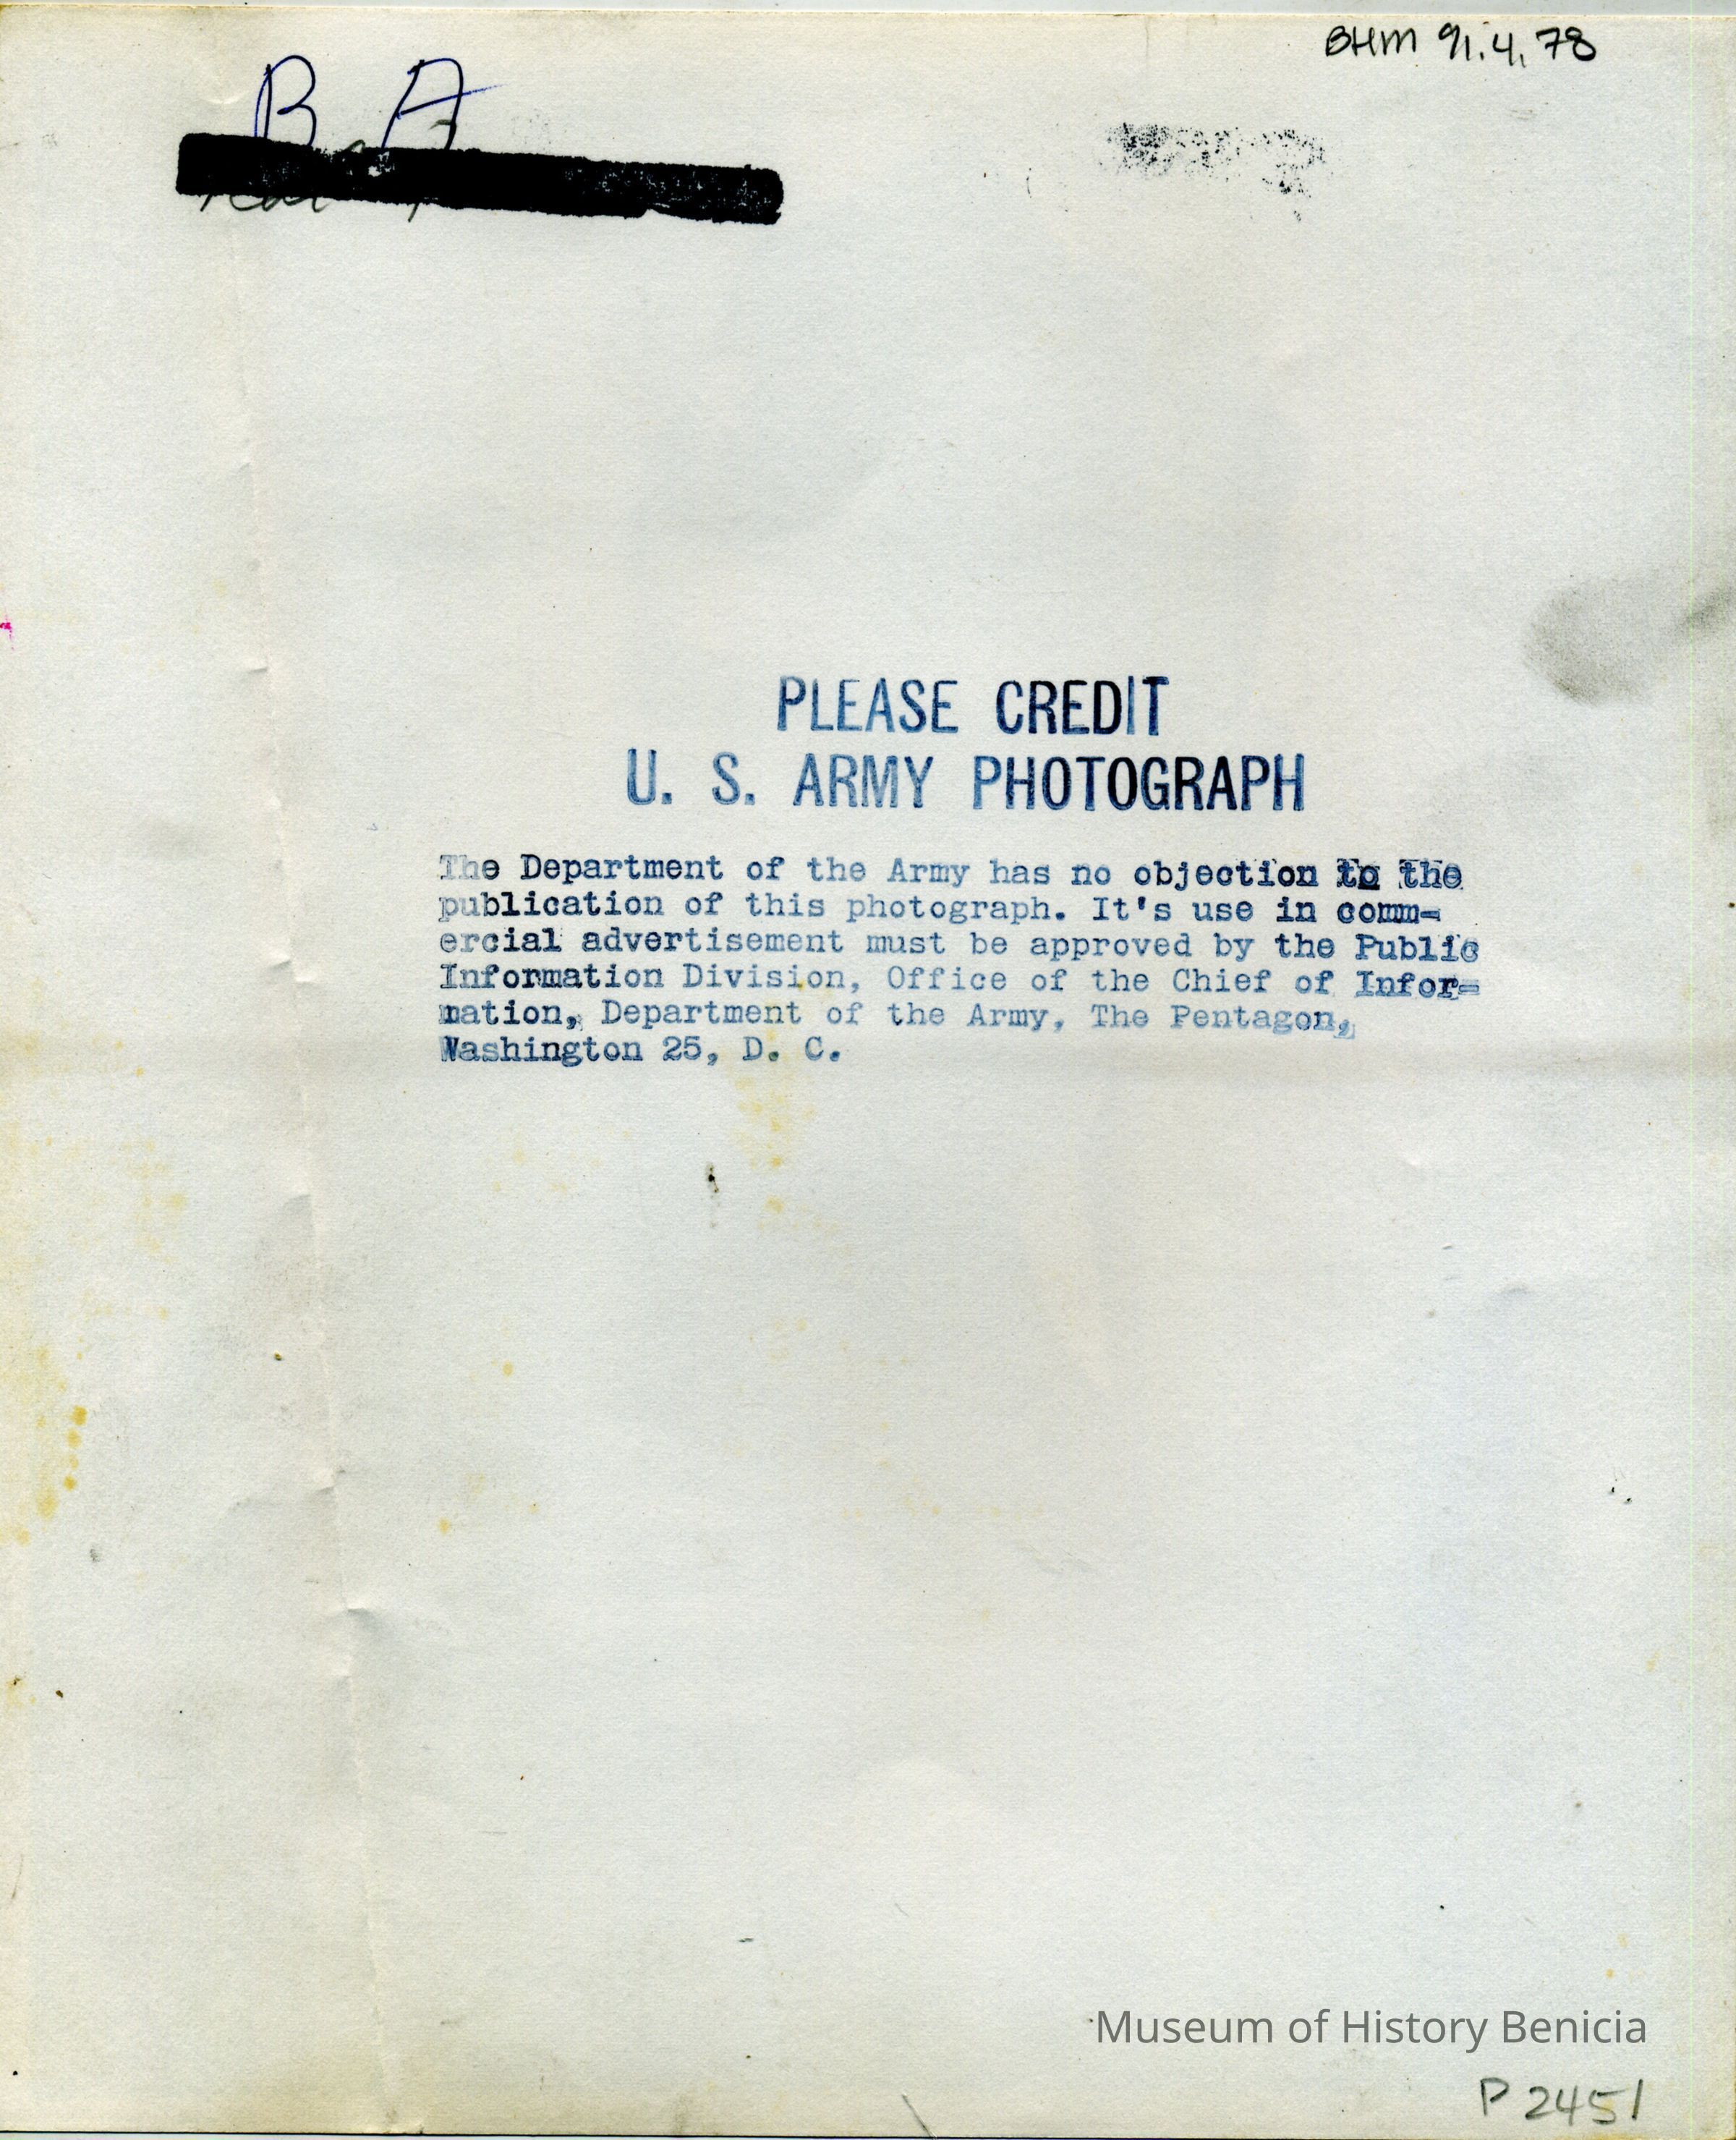 BHM 91.4.78
B A
PLEASE CREDIT
U. S. ARMY PHOTOGRAPH
The Department of the Army has no objection to the
publication of this photograph. It's use in comm-
ercial advertisement must be approved by the Public
Information Division, Office of the Chief of Infor-
mation, Department of the Army, The Pentagon,
Washington 25, D. C.
Museum of History Benicia
P 2451